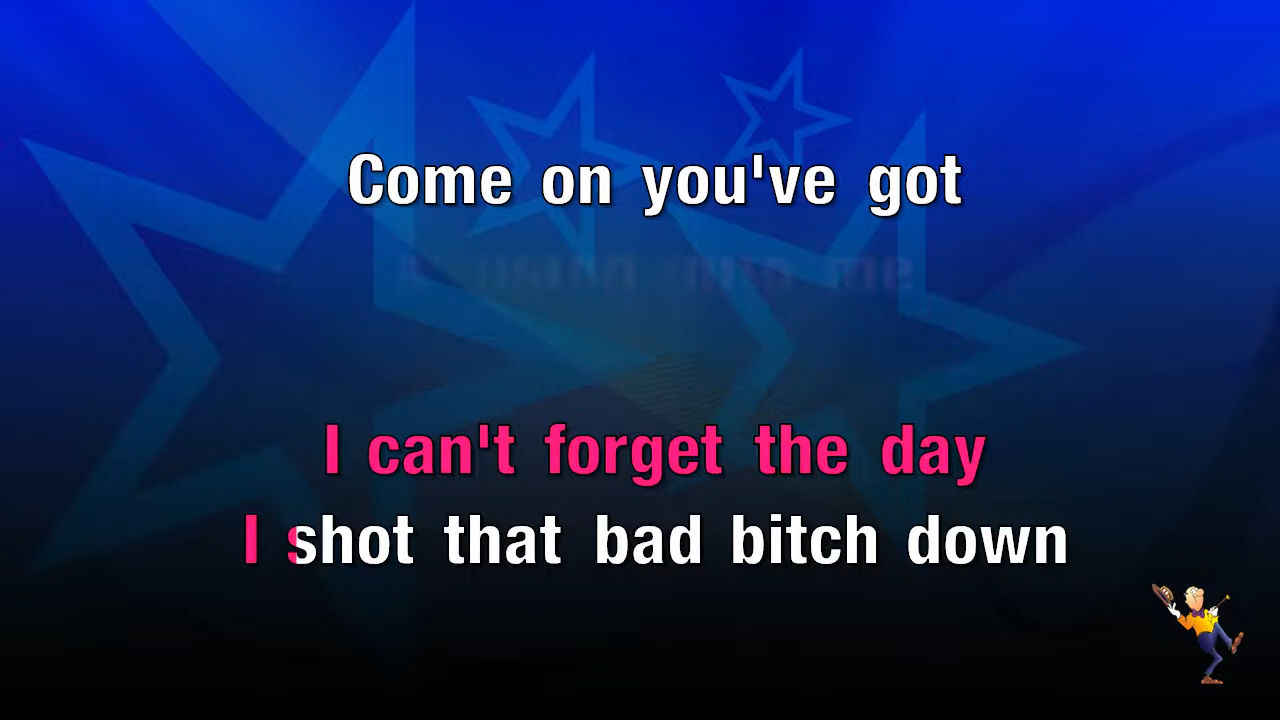 Come on you've got
I can't forget the day
I shot that bad bitch down